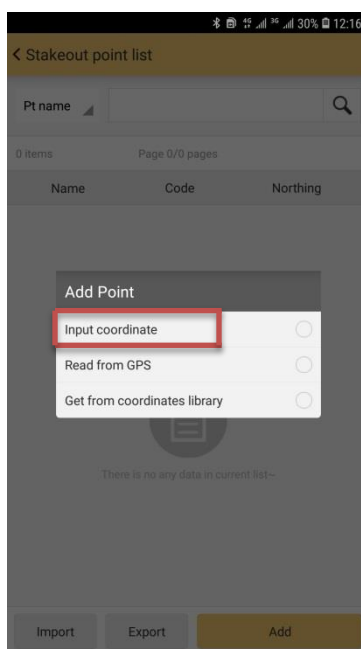 4G 3G 30% 12:16
< Stakeout point list
Pt name
0 items Page 0/0 pages
Name Code Northing
Add Point
Input coordinate
Read from GPS
Get from coordinates library
There is no any data in current list~
Import Export Add